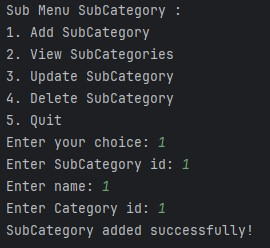 Sub Menu SubCategory :
1. Add SubCategory
2. View SubCategories
3. Update SubCategory
4. Delete SubCategory
5. Quit
Enter your choice: 1
Enter SubCategory id: 1
Enter name: 1
Enter Category id: 1
SubCategory added successfully!